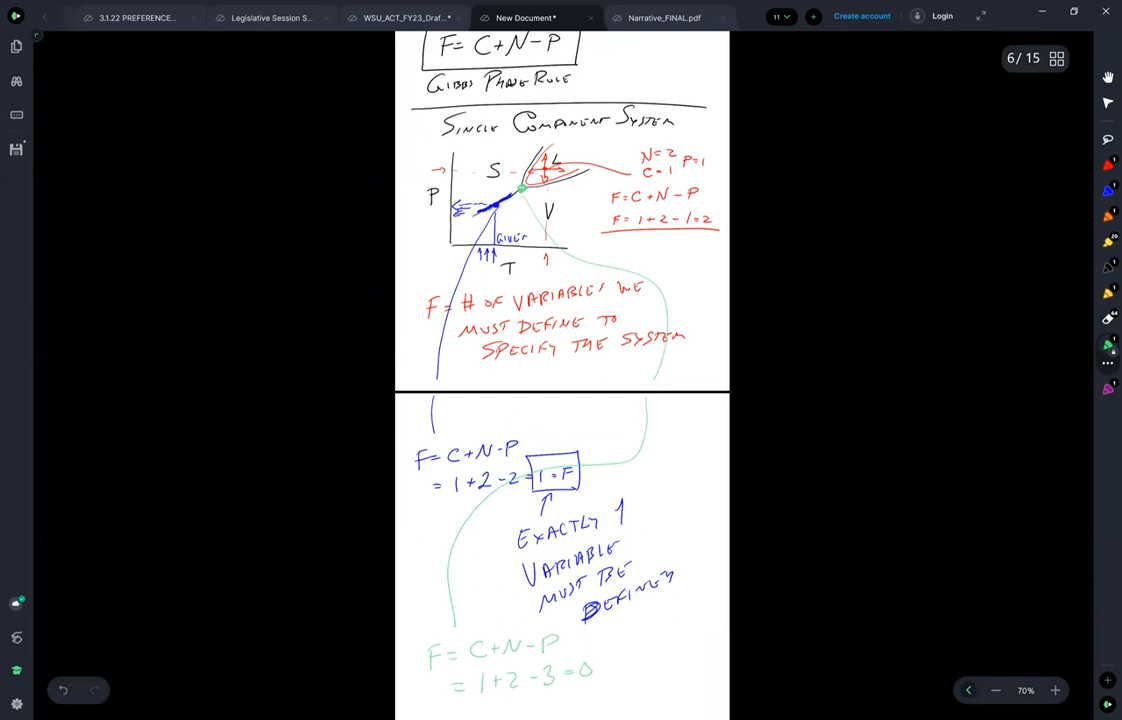 3.1.22 PREFERENCE...
Legislative Session S...
WSU_ACT_FY23_Draf...*
New Document*
Narrative_FINAL.pdf
11
Create account
Login
6 / 15
F = C + N - P
GIBBS PHASE RULE
SINGLE COMPONENT SYSTEM
S
L
P
V
GIVEN
T
N = 2
P = 1
C = 1
F = C + N - P
F = 1 + 2 - 1 = 2
F = # OF VARIABLES WE
MUST DEFINE TO
SPECIFY THE SYSTEM
F = C + N - P
= 1 + 2 - 2 = 1 = F
EXACTLY 1
VARIABLE
MUST BE
DEFINED
F = C + N - P
= 1 + 2 - 3 = 0
70%